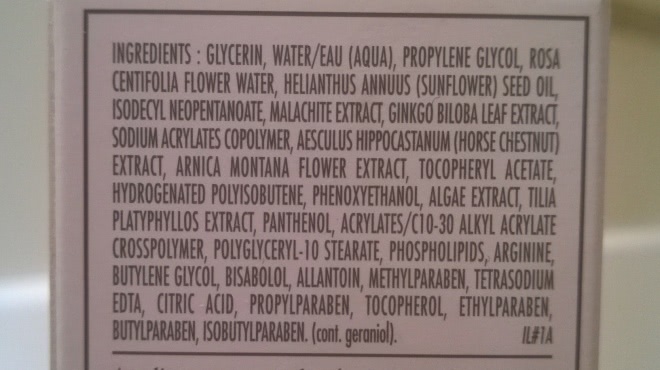 INGREDIENTS : GLYCERIN, WATER/EAU (AQUA), PROPYLENE GLYCOL, ROSA
CENTIFOLIA FLOWER WATER, HELIANTHUS ANNUUS (SUNFLOWER) SEED OIL,
ISODECYL NEOPENTANOATE, MALACHITE EXTRACT, GINKGO BILOBA LEAF EXTRACT,
SODIUM ACRYLATES COPOLYMER, AESCULUS HIPPOCASTANUM (HORSE CHESTNUT)
EXTRACT, ARNICA MONTANA FLOWER EXTRACT, TOCOPHERYL ACETATE,
HYDROGENATED POLYISOBUTENE, PHENOXYETHANOL, ALGAE EXTRACT, TILIA
PLATYPHYLLOS EXTRACT, PANTHENOL, ACRYLATES/C10-30 ALKYL ACRYLATE
CROSSPOLYMER, POLYGLYCERYL-10 STEARATE, PHOSPHOLIPIDS, ARGININE,
BUTYLENE GLYCOL, BISABOLOL, ALLANTOIN, METHYLPARABEN, TETRASODIUM
EDTA, CITRIC ACID, PROPYLPARABEN, TOCOPHEROL, ETHYLPARABEN,
BUTYLPARABEN, ISOBUTYLPARABEN. (cont. geraniol). IL#1A